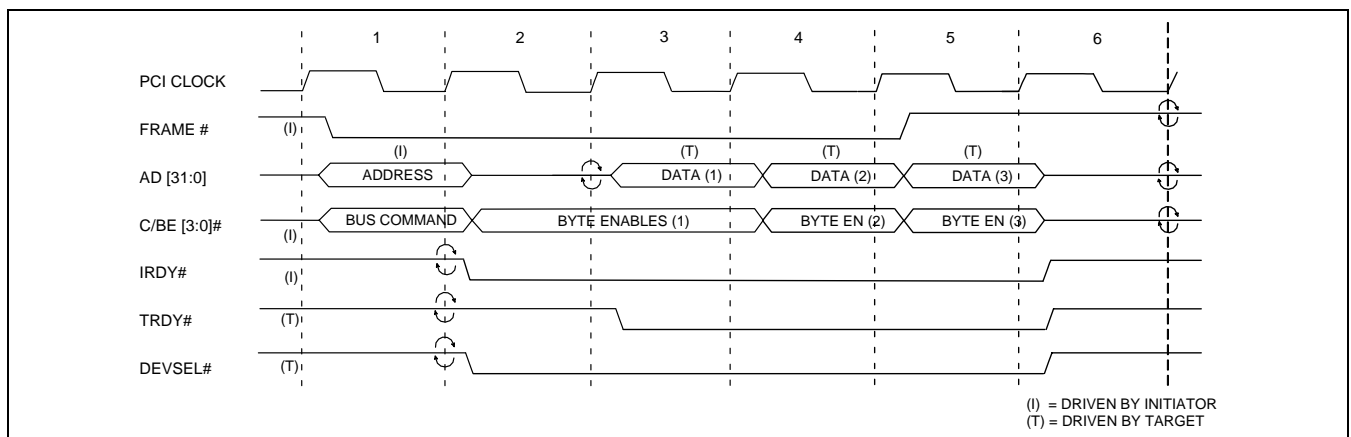 1 2 3 4 5 6
PCI CLOCK
FRAME # (I)
(I) (T) (T) (T)
AD [31:0] ADDRESS DATA (1) DATA (2) DATA (3)
C/BE [3:0]# (I) BUS COMMAND BYTE ENABLES (1) BYTE EN (2) BYTE EN (3)
IRDY# (I)
TRDY# (T)
DEVSEL# (T)
(I) = DRIVEN BY INITIATOR
(T) = DRIVEN BY TARGET